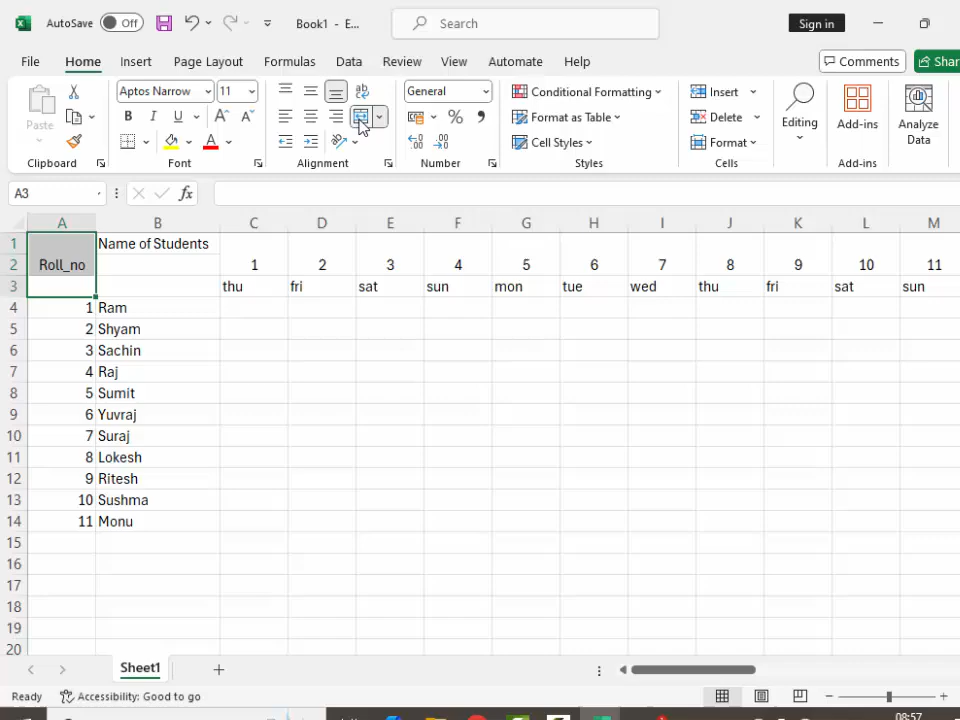 AutoSave Off Book1 - E... Search Sign in
File Home Insert Page Layout Formulas Data Review View Automate Help Comments Shar
Paste Aptos Narrow 11 General Conditional Formatting Insert
B I U A A ab Format as Table Delete Editing Add-ins Analyze Data
A Cell Styles Format
Clipboard Font Alignment Number Styles Cells Add-ins
A3 fx
A B C D E F G H I J K L M
1 Name of Students
2 Roll_no 1 2 3 4 5 6 7 8 9 10 11
3 thu fri sat sun mon tue wed thu fri sat sun
4 1 Ram
5 2 Shyam
6 3 Sachin
7 4 Raj
8 5 Sumit
9 6 Yuvraj
10 7 Suraj
11 8 Lokesh
12 9 Ritesh
13 10 Sushma
14 11 Monu
15
16
17
18
19
20
Sheet1
Ready Accessibility: Good to go
08:57